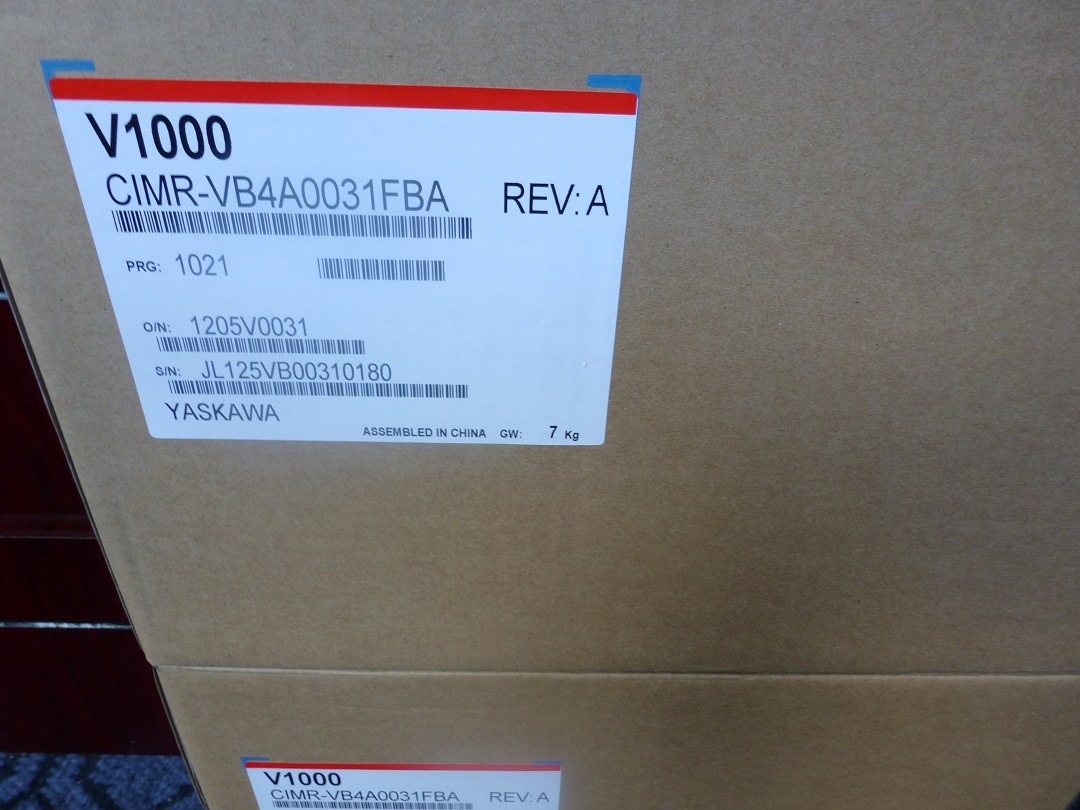 V1000
CIMR-VB4A0031FBA REV: A
PRG: 1021
O/N: 1205V0031
S/N: JL125VB00310180
YASKAWA
ASSEMBLED IN CHINA GW: 7 Kg
V1000
CIMR-VB4A0031FBA REV: A